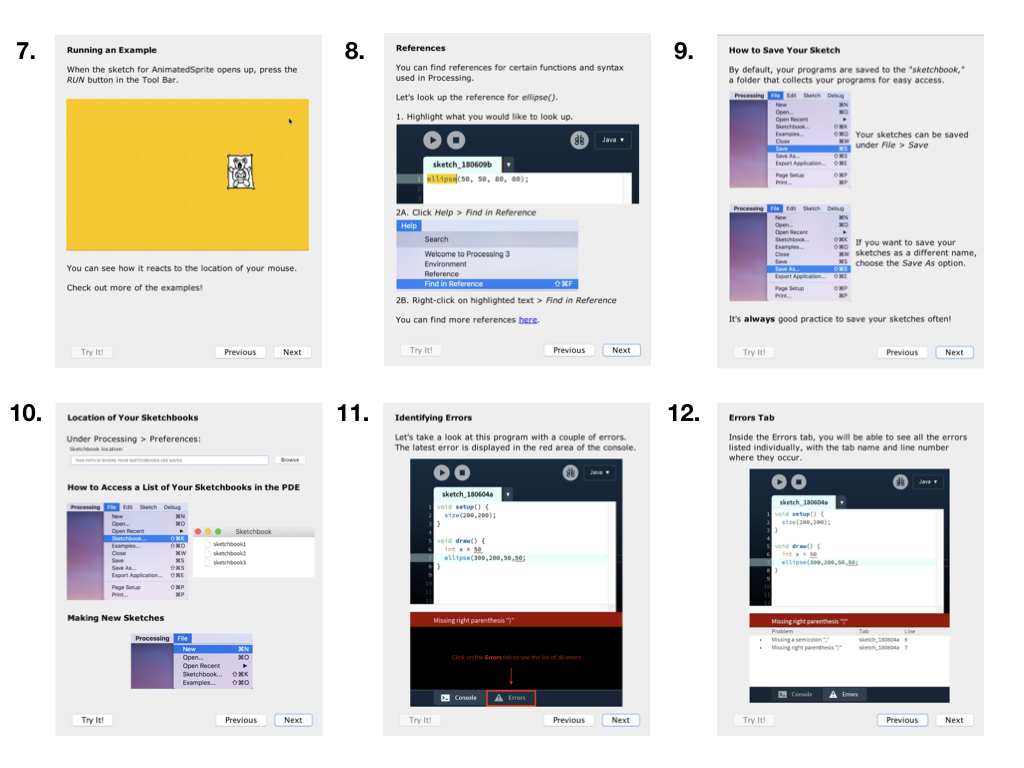 7.
Running an Example
When the sketch for AnimatedSprite opens up, press the
RUN button in the Tool Bar.
You can see how it reacts to the location of your mouse.
Check out more of the examples!
Try It!
Previous
Next
8.
References
You can find references for certain functions and syntax
used in Processing.
Let's look up the reference for ellipse().
1. Highlight what you would like to look up.
Java
sketch_180609b
1 ellipse(50, 50, 80, 80);
2A. Click Help > Find in Reference
Help
Search
Welcome to Processing 3
Environment
Reference
Find in Reference ⇧⌘F
2B. Right-click on highlighted text > Find in Reference
You can find more references here.
Try It!
Previous
Next
9.
How to Save Your Sketch
By default, your programs are saved to the "sketchbook,"
a folder that collects your programs for easy access.
Processing File Edit Sketch Debug
New ⌘N
Open... ⌘O
Open Recent
Sketchbook... ⇧⌘K
Examples... ⇧⌘O
Close ⌘W
Save ⌘S
Save As... ⇧⌘S
Export Application... ⇧⌘E
Page Setup ⇧⌘P
Print... ⌘P
Your sketches can be saved
under File > Save
Processing File Edit Sketch Debug
New ⌘N
Open... ⌘O
Open Recent
Sketchbook... ⇧⌘K
Examples... ⇧⌘O
Close ⌘W
Save ⌘S
Save As... ⇧⌘S
Export Application... ⇧⌘E
Page Setup ⇧⌘P
Print... ⌘P
If you want to save your
sketches as a different name,
choose the Save As option.
It's always good practice to save your sketches often!
Try It!
Previous
Next
10.
Location of Your Sketchbooks
Under Processing > Preferences:
Sketchbook location:
THIS PATH IS WHERE YOUR SKETCHBOOKS ARE SAVED
Browse
How to Access a List of Your Sketchbooks in the PDE
Processing File Edit Sketch Debug
New ⌘N
Open... ⌘O
Open Recent
Sketchbook... ⇧⌘K
Examples... ⇧⌘O
Close ⌘W
Save ⌘S
Save As... ⇧⌘S
Export Application... ⇧⌘E
Page Setup ⇧⌘P
Print... ⌘P
Sketchbook
sketchbook1
sketchbook2
sketchbook3
Making New Sketches
Processing File
New ⌘N
Open... ⌘O
Open Recent
Sketchbook... ⇧⌘K
Examples... ⇧⌘O
Try It!
Previous
Next
11.
Identifying Errors
Let's take a look at this program with a couple of errors.
The latest error is displayed in the red area of the console.
Java
sketch_180604a
1 void setup() {
2 size(200,200);
3 }
4
5 void draw() {
6 int x = 50
7 ellipse(300,200,50,50;
8 }
Missing right parenthesis ")"
Click on the Errors tab to see the list of all errors
Console
Errors
Try It!
Previous
Next
12.
Errors Tab
Inside the Errors tab, you will be able to see all the errors
listed individually, with the tab name and line number
where they occur.
Java
sketch_180604a
1 void setup() {
2 size(200,200);
3 }
4
5 void draw() {
6 int x = 50
7 ellipse(300,200,50,50;
8 }
Missing right parenthesis ")"
Problem Tab Line
Missing a semicolon ";" sketch_180604a 6
Missing right parenthesis ")" sketch_180604a 7
Console
Errors
Try It!
Previous
Next